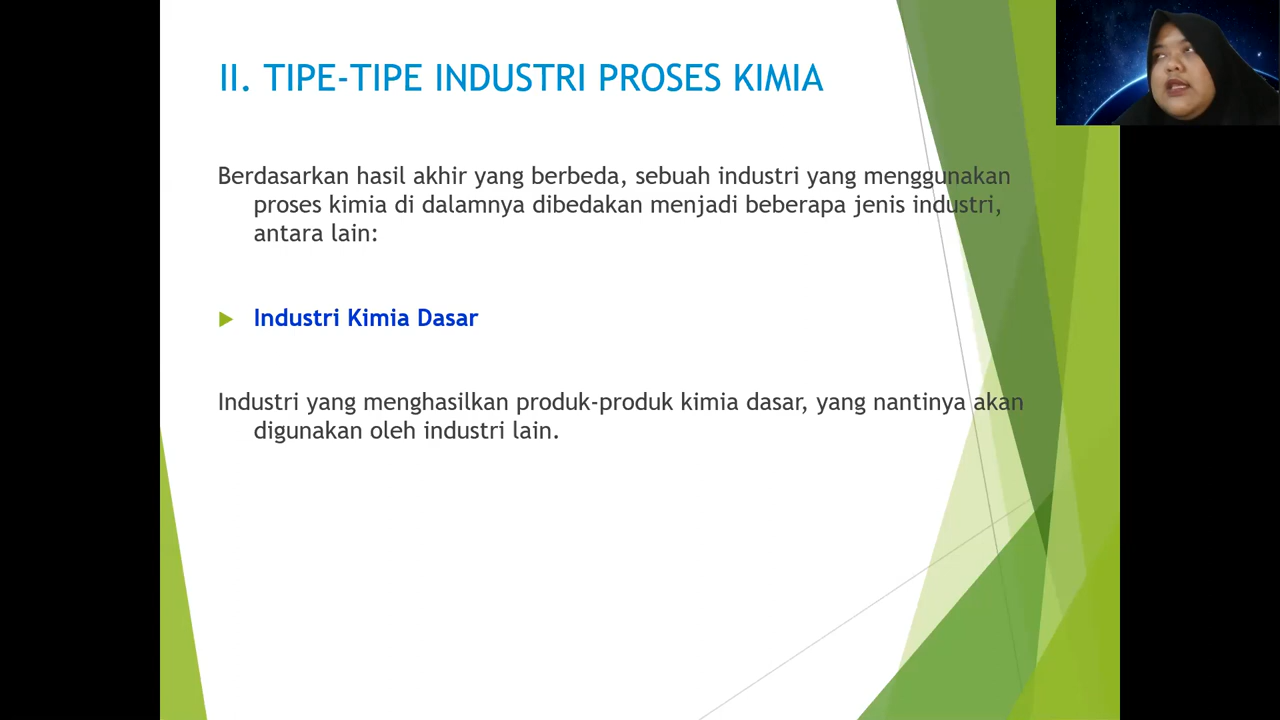 II. TIPE-TIPE INDUSTRI PROSES KIMIA
Berdasarkan hasil akhir yang berbeda, sebuah industri yang menggunakan
proses kimia di dalamnya dibedakan menjadi beberapa jenis industri,
antara lain:
Industri Kimia Dasar
Industri yang menghasilkan produk-produk kimia dasar, yang nantinya akan
digunakan oleh industri lain.